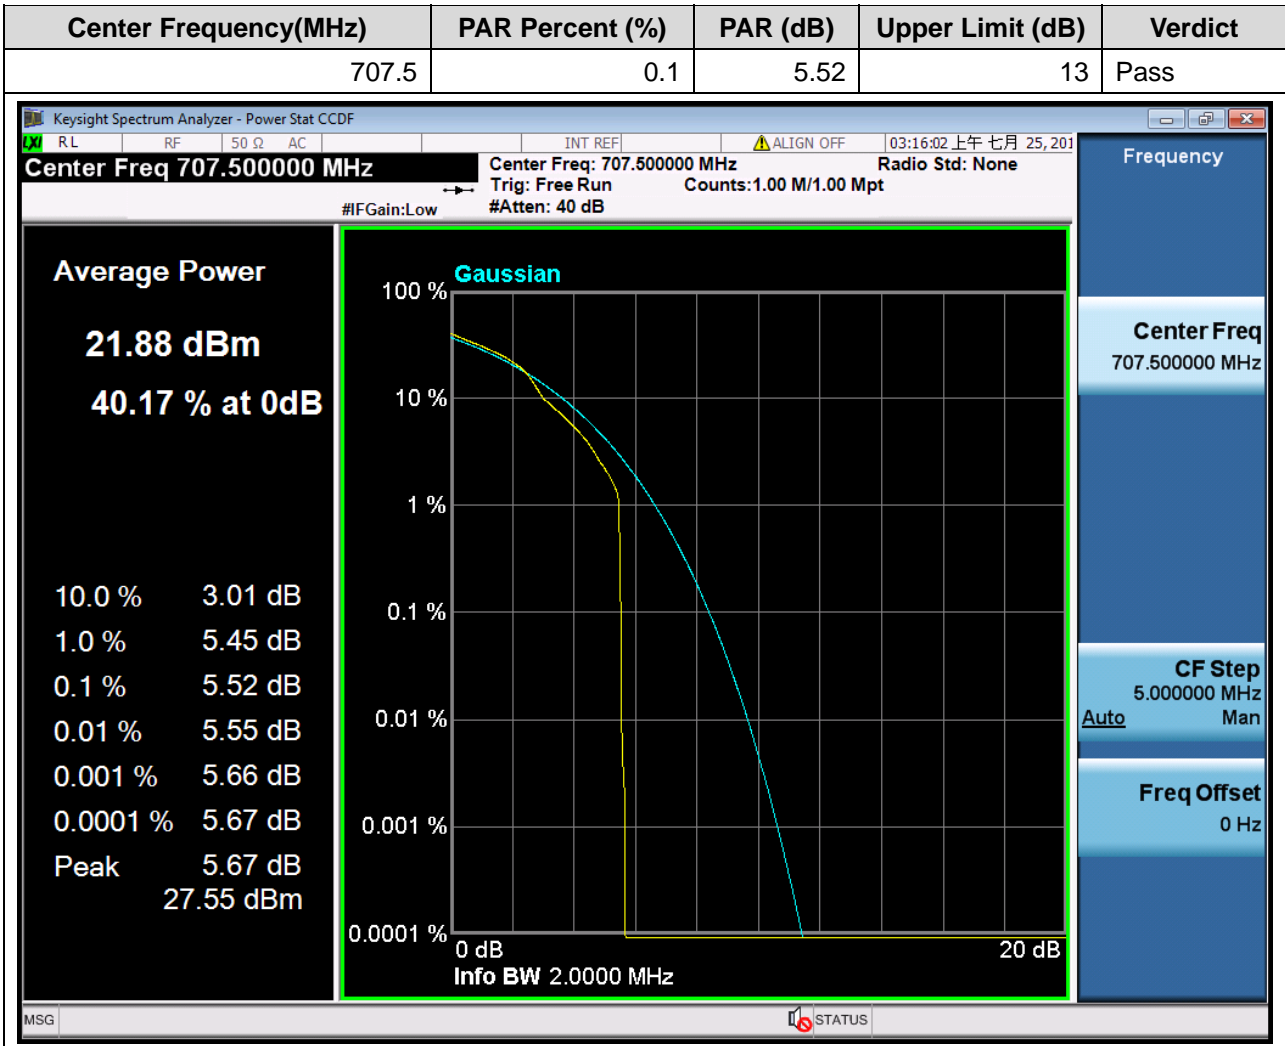 Center Frequency(MHz) PAR Percent (%) PAR (dB) Upper Limit (dB) Verdict
707.5 0.1 5.52 13 Pass
Keysight Spectrum Analyzer - Power Stat CCDF
LXI RL RF 50 Ω AC INT REF ALIGN OFF 03:16:02 上午 七月 25, 201
Center Freq 707.500000 MHz
Center Freq: 707.500000 MHz Radio Std: None
Trig: Free Run Counts:1.00 M/1.00 Mpt
#IFGain:Low #Atten: 40 dB
Average Power
21.88 dBm
40.17 % at 0dB
10.0 % 3.01 dB
1.0 % 5.45 dB
0.1 % 5.52 dB
0.01 % 5.55 dB
0.001 % 5.66 dB
0.0001 % 5.67 dB
Peak 5.67 dB
27.55 dBm
Gaussian
100 %
10 %
1 %
0.1 %
0.01 %
0.001 %
0.0001 %
0 dB 20 dB
Info BW 2.0000 MHz
Frequency
Center Freq
707.500000 MHz
CF Step
5.000000 MHz
Auto Man
Freq Offset
0 Hz
MSG STATUS